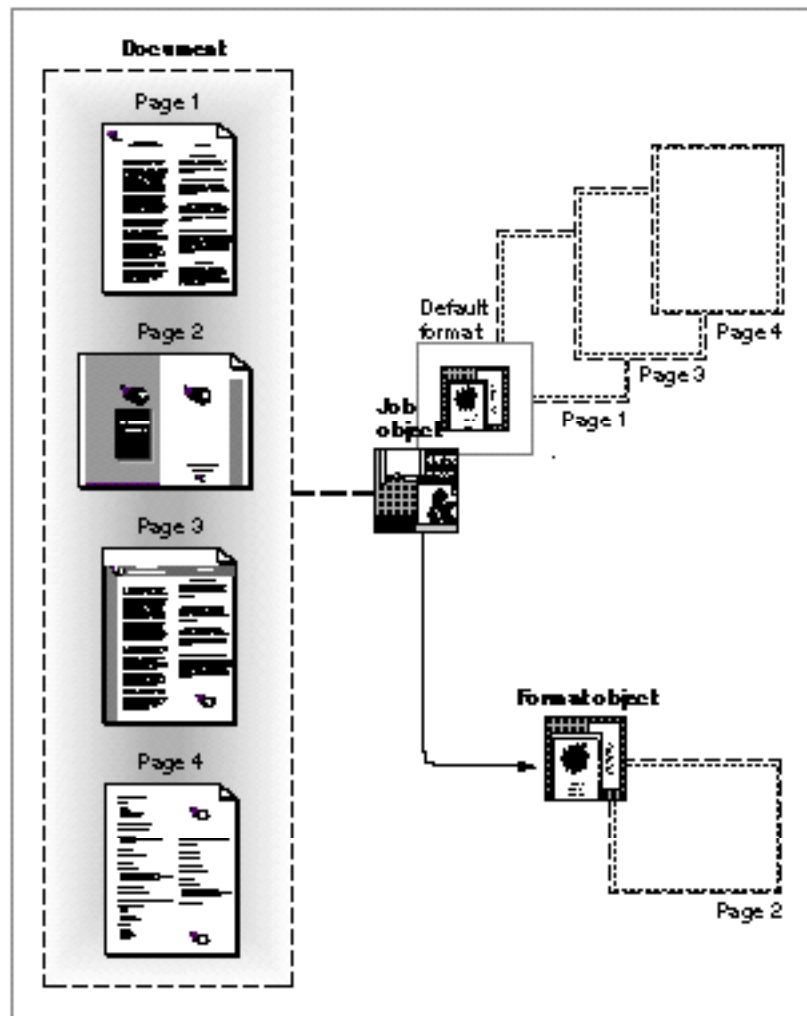 Document
Page 1
Page 2
Page 3
Page 4
Default
format
Job
object
Page 4
Page 3
Page 1
Format object
Page 2